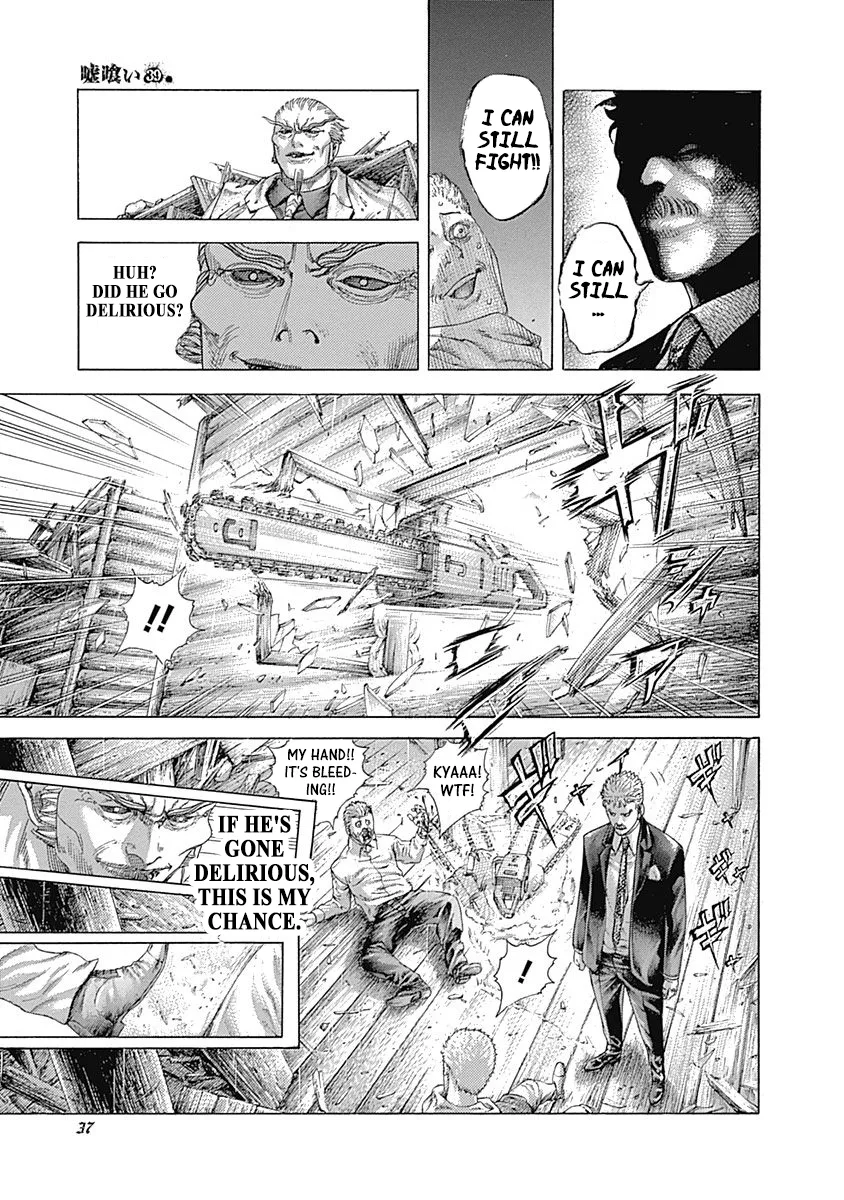 嘘喰い㊴。
I CAN
STILL
...
I CAN
STILL
FIGHT!!
HUH?
DID HE GO
DELIRIOUS?
!!
KYAAA!
WTF!
MY HAND!!
IT'S BLEED-
ING!!
!
IF HE'S
GONE
DELIRIOUS,
THIS IS MY
CHANCE.
37